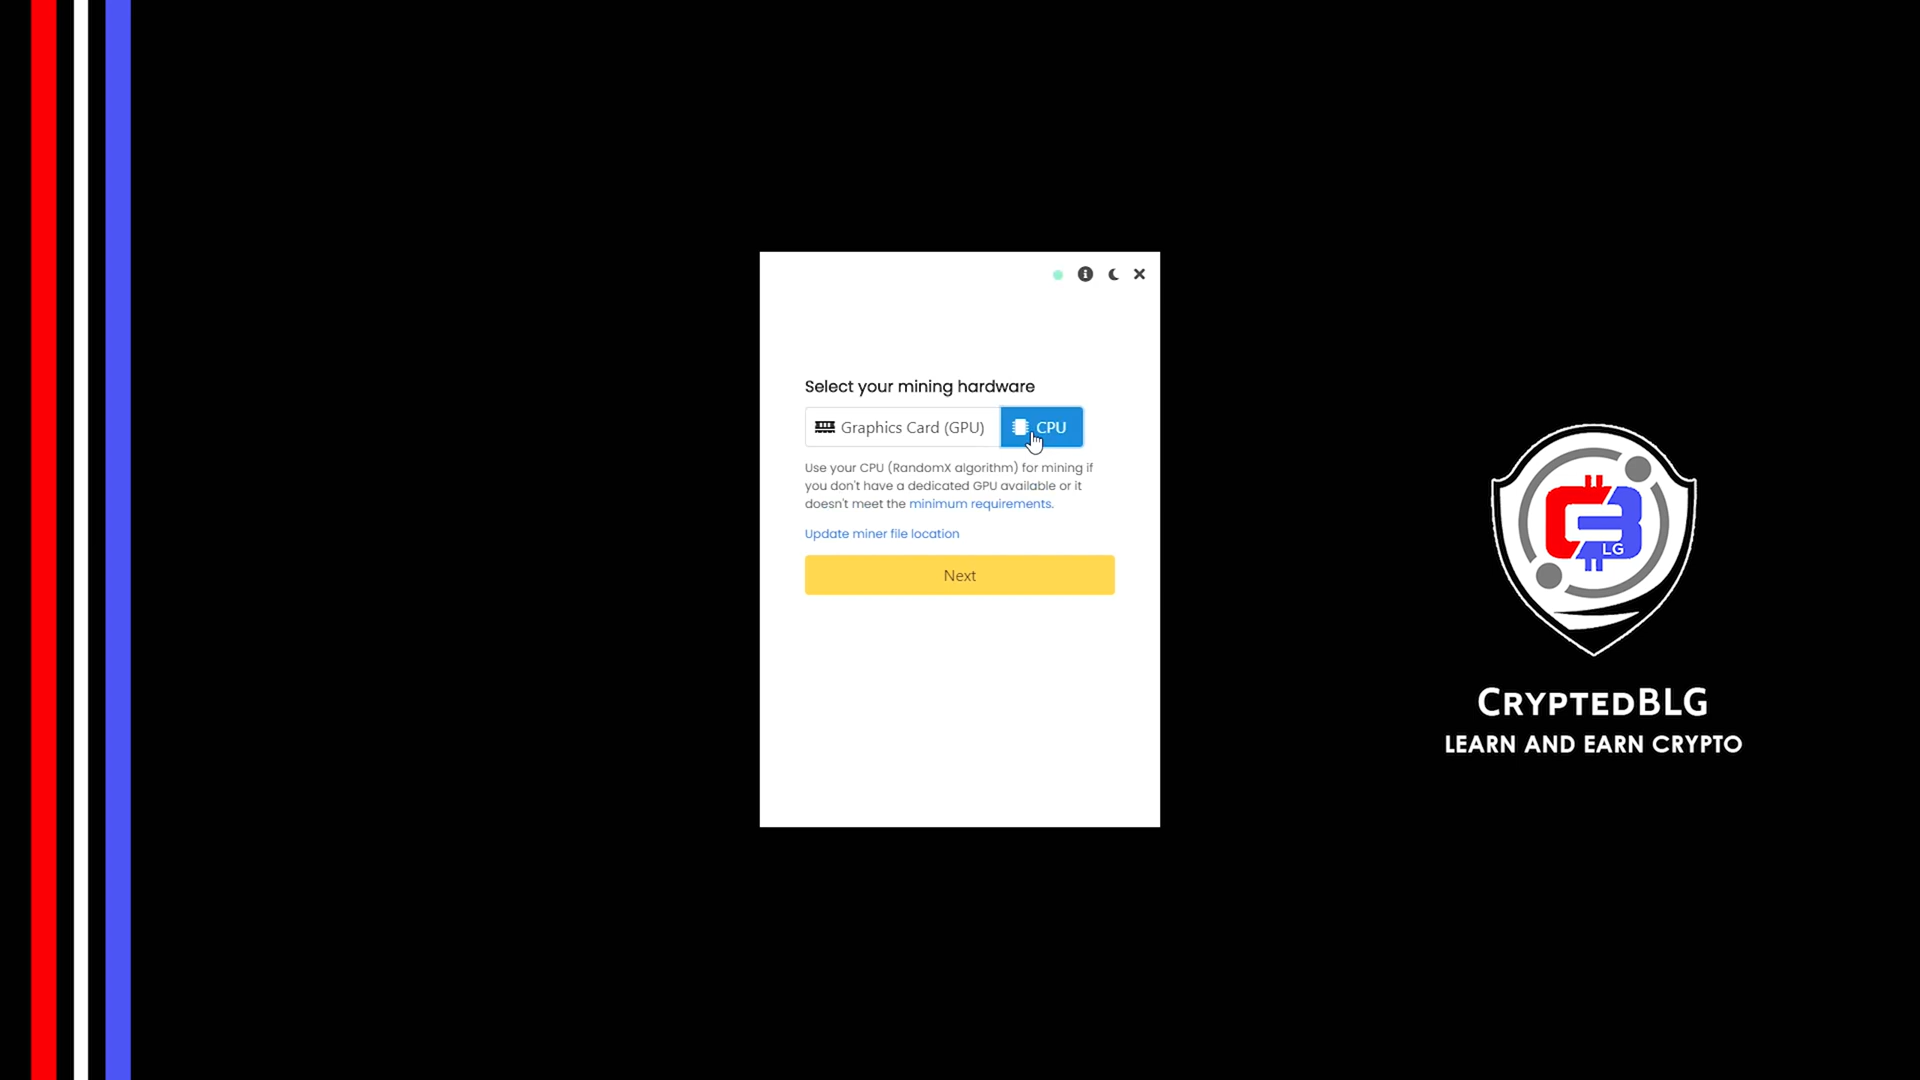 Select your mining hardware
Graphics Card (GPU)
CPU
Use your CPU (RandomX algorithm) for mining if
you don't have a dedicated GPU available or it
doesn't meet the minimum requirements.
Update miner file location
Next
LG
CRYPTEDBLG
LEARN AND EARN CRYPTO